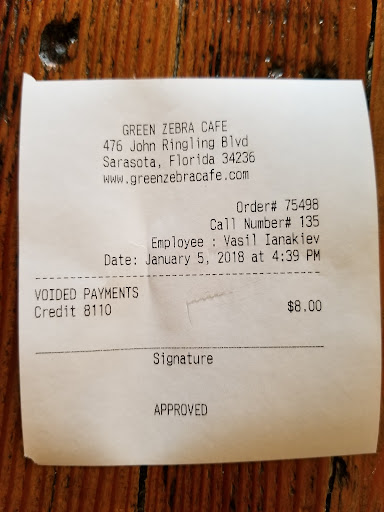 GREEN ZEBRA CAFE
476 John Ringling Blvd
Sarasota, Florida 34236
www.greenzebracafe.com
Order# 75498
Call Number# 135
Employee : Vasil Ianakiev
Date: January 5, 2018 at 4:39 PM
VOIDED PAYMENTS
Credit 8110 $8.00
Signature
APPROVED